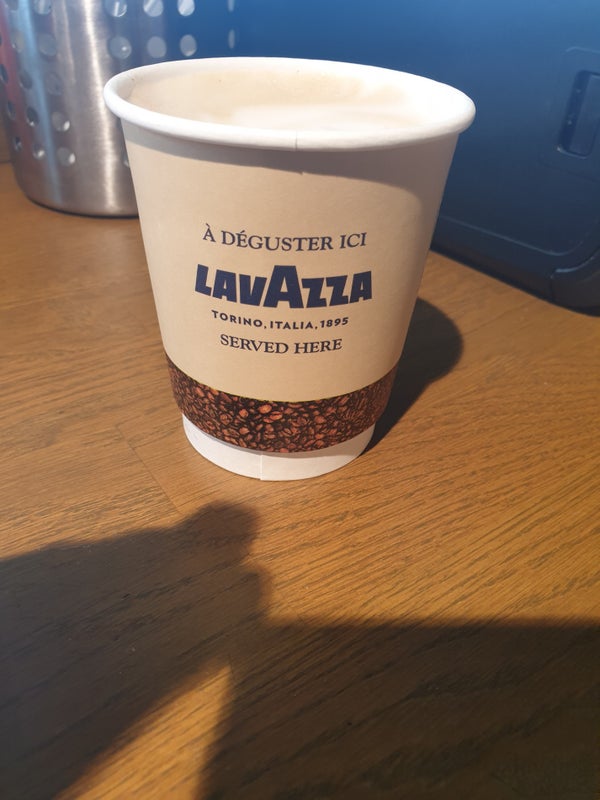 À DÉGUSTER ICI
LAVAZZA
TORINO, ITALIA, 1895
SERVED HERE